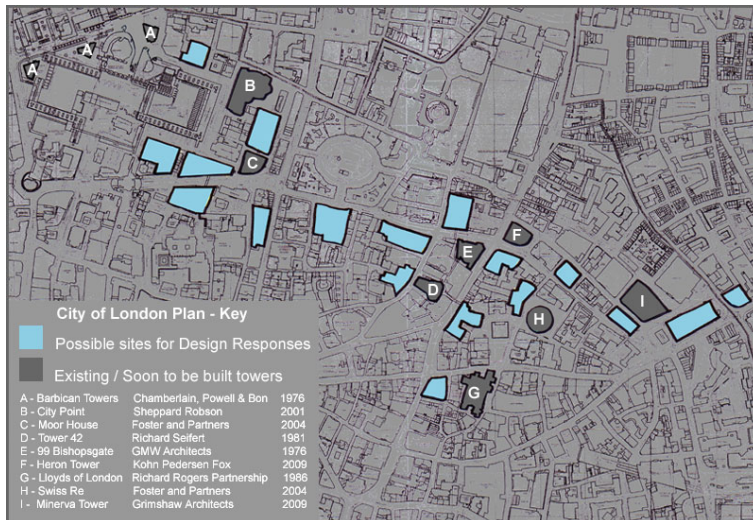 A
A
A
B
C
F
E
D
I
H
G
City of London Plan - Key
Possible sites for Design Responses
Existing / Soon to be built towers
A - Barbican Towers Chamberlain, Powell & Bon 1976
B - City Point Sheppard Robson 2001
C - Moor House Foster and Partners 2004
D - Tower 42 Richard Seifert 1981
E - 99 Bishopsgate GMW Architects 1976
F - Heron Tower Kohn Pedersen Fox 2009
G - Lloyds of London Richard Rogers Partnership 1986
H - Swiss Re Foster and Partners 2004
I - Minerva Tower Grimshaw Architects 2009